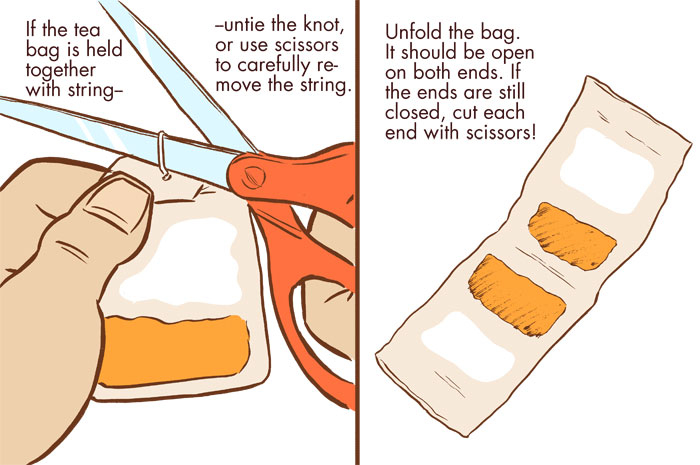 If the tea
bag is held
together
with string–
–untie the knot,
or use scissors
to carefully re-
move the string.
Unfold the bag.
It should be open
on both ends. If
the ends are still
closed, cut each
end with scissors!